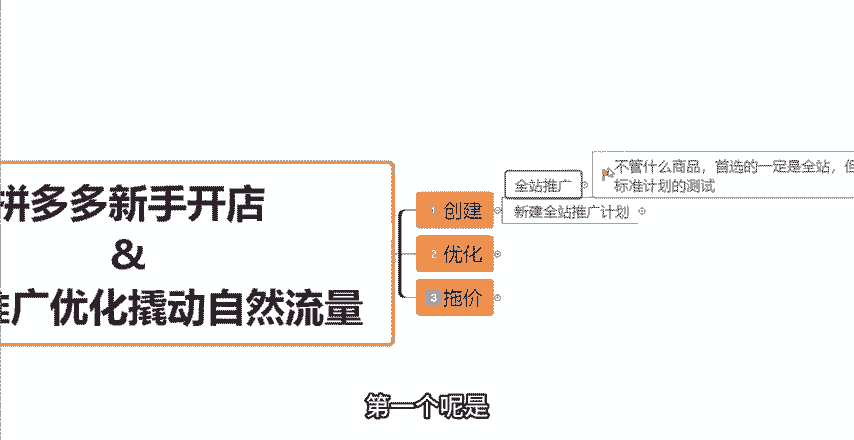 拼多多新手开店
&
推广优化撬动自然流量
1 创建
2 优化
3 拖价
全站推广
新建全站推广计划
不管什么商品，首选的一定是全站，但
标准计划的测试
第一个呢是